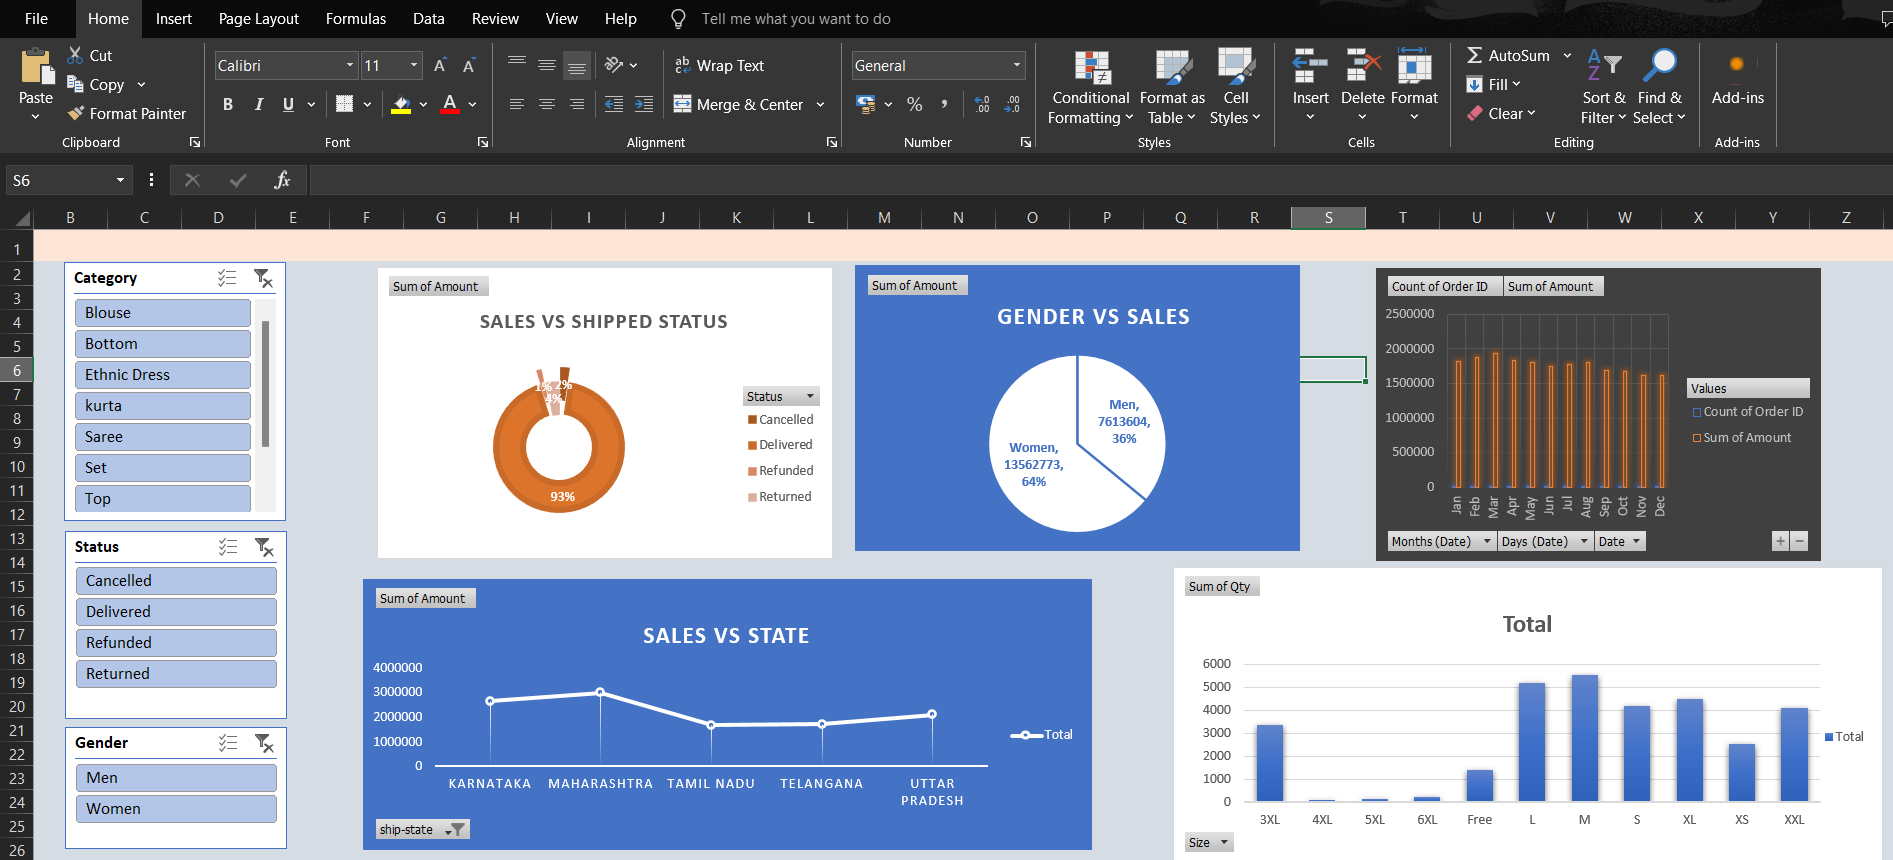 File Home Insert Page Layout Formulas Data Review View Help Tell me what you want to do
Paste
Cut
Copy
Format Painter
Clipboard
Calibri 11
B I U
Font
Wrap Text
Merge & Center
Alignment
General
% ,
Number
Conditional Formatting
Format as Table
Cell Styles
Styles
Insert Delete Format
Cells
AutoSum
Fill
Clear
Sort & Filter
Find & Select
Editing
Add-ins
Add-ins
S6 fx
B C D E F G H I J K L M N O P Q R S T U V W X Y Z
1
2
3
4
5
6
7
8
9
10
11
12
13
14
15
16
17
18
19
20
21
22
23
24
25
26
Category
Blouse
Bottom
Ethnic Dress
kurta
Saree
Set
Top
Status
Cancelled
Delivered
Refunded
Returned
Gender
Men
Women
Sum of Amount
SALES VS SHIPPED STATUS
1% 2%
4%
93%
Status
Cancelled
Delivered
Refunded
Returned
Sum of Amount
GENDER VS SALES
Men,
7613604,
36%
Women,
13562773,
64%
Count of Order ID Sum of Amount
2500000
2000000
1500000
1000000
500000
0
Jan Feb Mar Apr May Jun Jul Aug Sep Oct Nov Dec
Values
Count of Order ID
Sum of Amount
Months (Date) Days (Date) Date
+ −
Sum of Amount
SALES VS STATE
4000000
3000000
2000000
1000000
0
KARNATAKA MAHARASHTRA TAMIL NADU TELANGANA UTTAR
PRADESH
Total
ship-state
Sum of Qty
Total
6000
5000
4000
3000
2000
1000
0
3XL 4XL 5XL 6XL Free L M S XL XS XXL
Total
Size